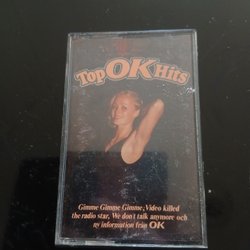 Top OK Hits
Gimme Gimme Gimme, Video killed
the radio star, We don't talk anymore och
ny information från OK